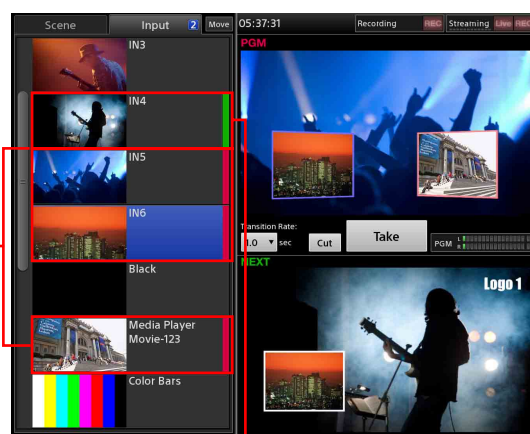 Scene
Input
2
Move
05:37:31
Recording
REC
Streaming
Live
REC
IN3
PGM
IN4
IN5
IN6
Transition Rate:
1.0
sec
Cut
Take
PGM
L
R
NEXT
Black
Logo 1
Media Player
Movie-123
Color Bars